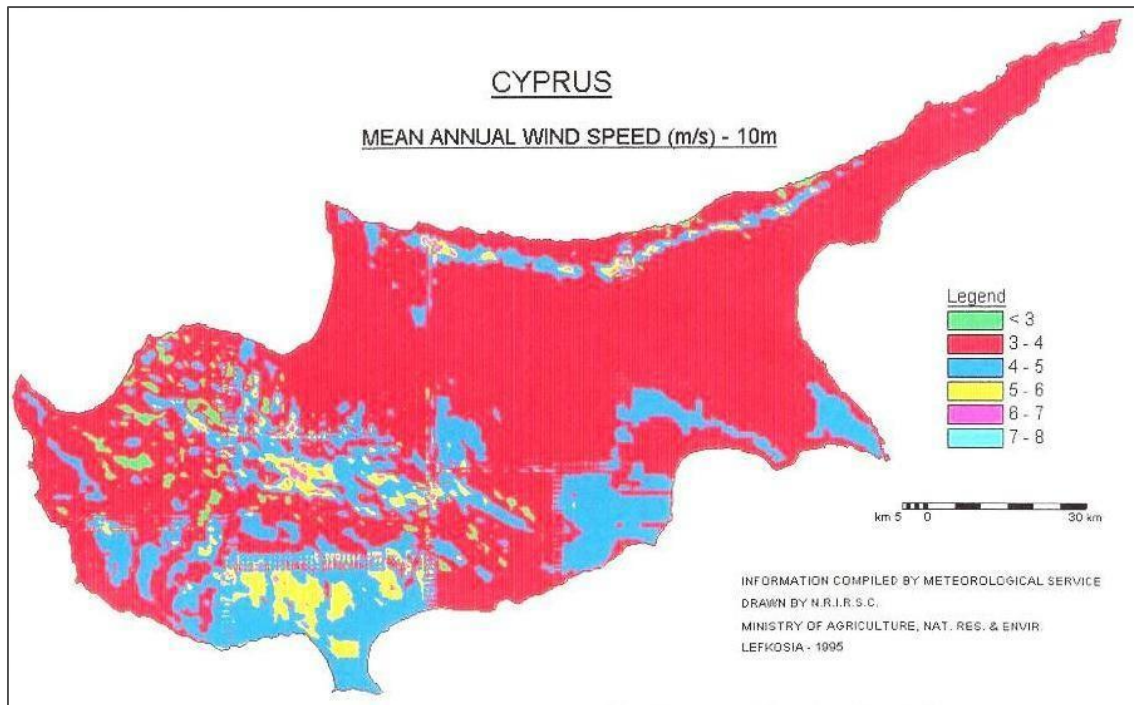 CYPRUS
MEAN ANNUAL WIND SPEED (m/s) - 10m
Legend
< 3
3 - 4
4 - 5
5 - 6
6 - 7
7 - 8
km 5 0 30 km
INFORMATION COMPILED BY METEOROLOGICAL SERVICE
DRAWN BY N.R.I.R.S.C.
MINISTRY OF AGRICULTURE, NAT. RES. & ENVIR.
LEFKOSIA - 1995